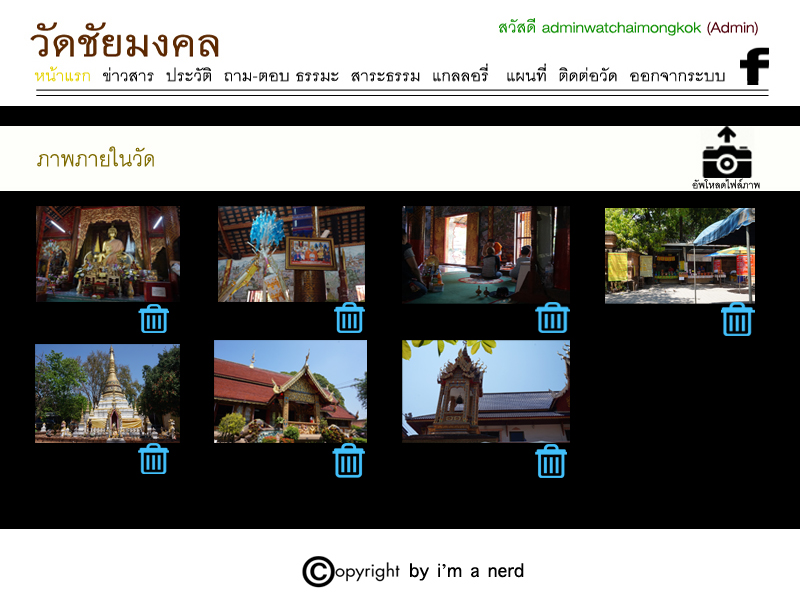 สวัสดี adminwatchaimongkok (Admin)
วัดชัยมงคล
หน้าแรก ข่าวสาร ประวัติ ถาม-ตอบ ธรรมะ สาระธรรม แกลลอรี่ แผนที่ ติดต่อวัด ออกจากระบบ
ภาพภายในวัด
อัพโหลดไฟล์ภาพ
©opyright by i'm a nerd